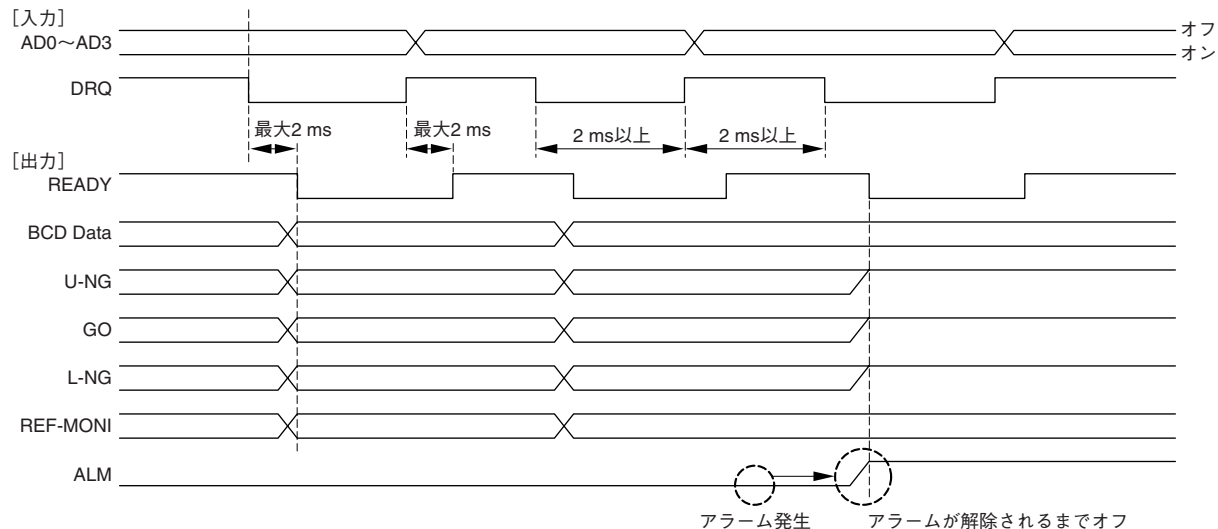 [入力]
AD0〜AD3
オフ
オン
DRQ
最大2 ms
最大2 ms
2 ms以上
2 ms以上
[出力]
READY
BCD Data
U-NG
GO
L-NG
REF-MONI
ALM
アラーム発生
アラームが解除されるまでオフ